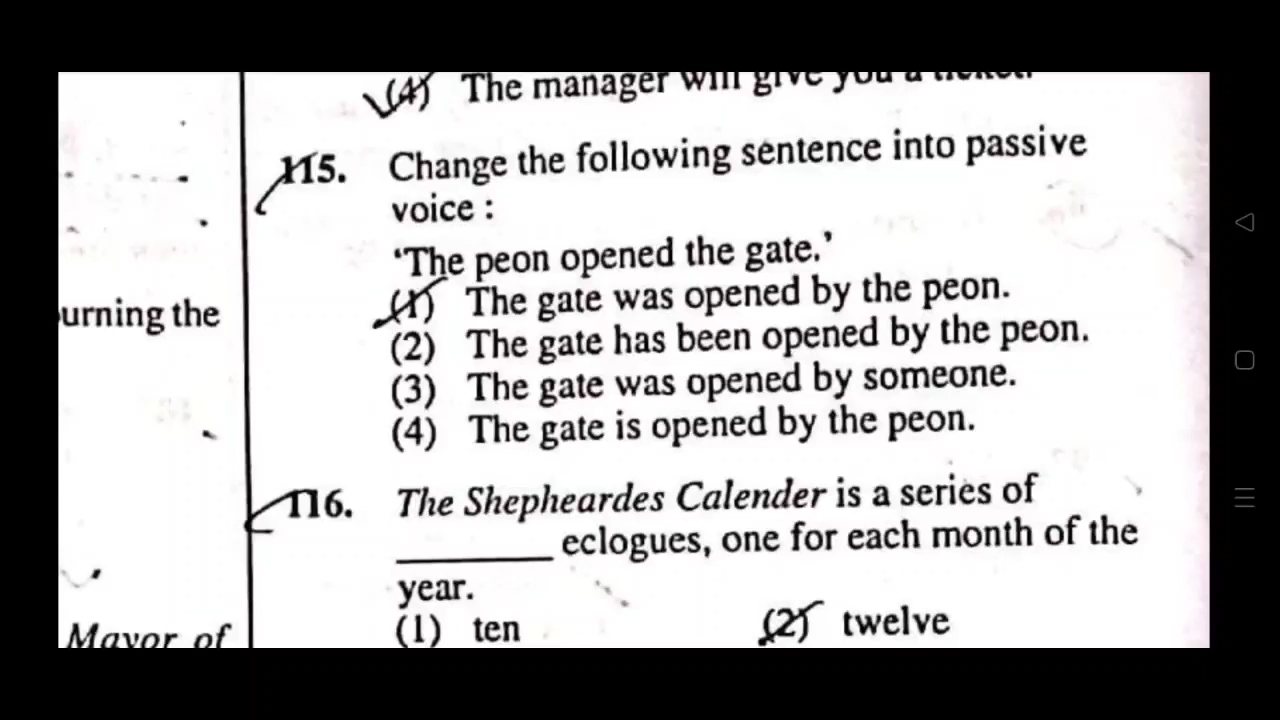 (4) The manager will give you a ticket.
115. Change the following sentence into passive
voice :
‘The peon opened the gate.’
(1) The gate was opened by the peon.
(2) The gate has been opened by the peon.
(3) The gate was opened by someone.
(4) The gate is opened by the peon.
116. The Shepheardes Calender is a series of
__________ eclogues, one for each month of the
year.
(1) ten (2) twelve
urning the
Mayor of